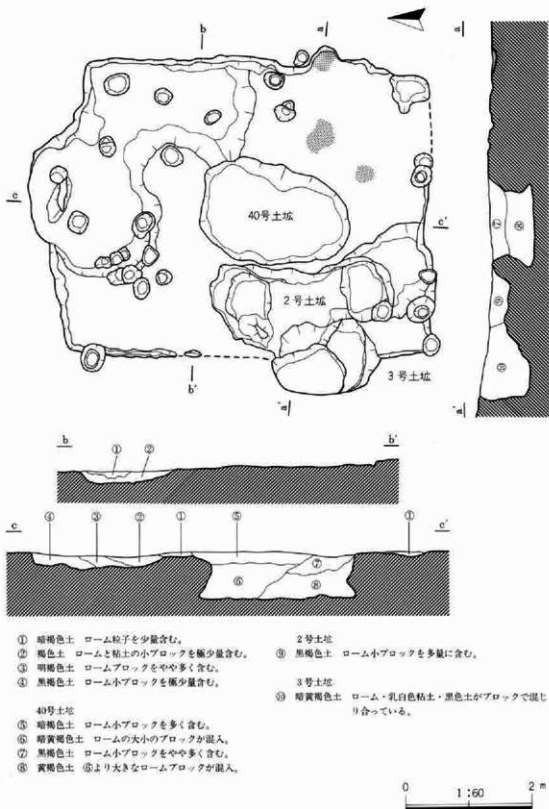 b
a
a
c
40号土坑
c'
2号土坑
3号土坑
b'
a'
⑦
⑧
⑨
⑩
a'
b
①
②
b'
c
④
③
②
①
⑤
①
c'
⑦
⑥
⑧
① 暗褐色土 ローム粒子を少量含む。
② 褐色土 ロームと粘土の小ブロックを極少量含む。
③ 明褐色土 ロームブロックをやや多く含む。
④ 黒褐色土 ローム小ブロックを極少量含む。
40号土坑
⑤ 暗褐色土 ローム小ブロックを多く含む。
⑥ 暗黄褐色土 ロームの大小のブロックが混入。
⑦ 黒褐色土 ローム小ブロックをやや多く含む。
⑧ 黄褐色土 ⑥より大きなロームブロックが混入。
2号土坑
⑨ 黒褐色土 ローム小ブロックを多量に含む。
3号土坑
⑩ 暗黄褐色土 ローム・乳白色粘土・黒色土がブロックで混じ
り合っている。
0 1:60 2m